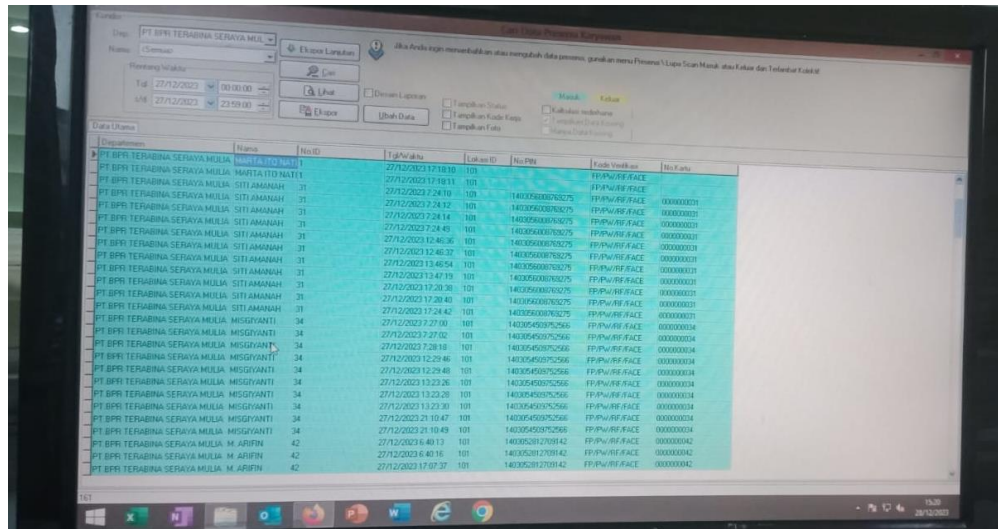 Cari Data Presensi Karyawan
Kondisi
Dep. PT.BPR TERABINA SERAYA MUL
Nama (Semua)
Rentang Waktu
Tgl 27/12/2023 00:00:00
s/d 27/12/2023 23:59:00
Ekspor Lanjutan
Cari
Lihat
Ekspor
Jika Anda ingin menambahkan atau mengubah data presensi, gunakan menu Presensi \ Lupa Scan Masuk atau Keluar dan Terlambat Kolektif.
Desain Laporan
Ubah Data
Tampilkan Status
Tampilkan Kode Kerja
Tampilkan Foto
Masuk Keluar
Kalkulasi sederhana
Tampilkan Data Kosong
Hanya Data Kosong
Data Utama
Departemen Nama No.ID Tgl/Waktu Lokasi ID No.PIN Kode Verifikasi No.Kartu
PT.BPR TERABINA SERAYA MULIA MARTA ITO NATI 1 27/12/2023 17:18:10 101 FP/PW/RF/FACE
PT.BPR TERABINA SERAYA MULIA MARTA ITO NATI 1 27/12/2023 17:18:11 101 FP/PW/RF/FACE
PT.BPR TERABINA SERAYA MULIA SITI AMANAH 31 27/12/2023 7:24:10 101 1403056008769275 FP/PW/RF/FACE 0000000031
PT.BPR TERABINA SERAYA MULIA SITI AMANAH 31 27/12/2023 7:24:12 101 1403056008769275 FP/PW/RF/FACE 0000000031
PT.BPR TERABINA SERAYA MULIA SITI AMANAH 31 27/12/2023 7:24:14 101 1403056008769275 FP/PW/RF/FACE 0000000031
PT.BPR TERABINA SERAYA MULIA SITI AMANAH 31 27/12/2023 7:24:49 101 1403056008769275 FP/PW/RF/FACE 0000000031
PT.BPR TERABINA SERAYA MULIA SITI AMANAH 31 27/12/2023 12:46:36 101 1403056008769275 FP/PW/RF/FACE 0000000031
PT.BPR TERABINA SERAYA MULIA SITI AMANAH 31 27/12/2023 12:46:37 101 1403056008769275 FP/PW/RF/FACE 0000000031
PT.BPR TERABINA SERAYA MULIA SITI AMANAH 31 27/12/2023 13:46:54 101 1403056008769275 FP/PW/RF/FACE 0000000031
PT.BPR TERABINA SERAYA MULIA SITI AMANAH 31 27/12/2023 13:47:19 101 1403056008769275 FP/PW/RF/FACE 0000000031
PT.BPR TERABINA SERAYA MULIA SITI AMANAH 31 27/12/2023 17:20:38 101 1403056008769275 FP/PW/RF/FACE 0000000031
PT.BPR TERABINA SERAYA MULIA SITI AMANAH 31 27/12/2023 17:20:40 101 1403056008769275 FP/PW/RF/FACE 0000000031
PT.BPR TERABINA SERAYA MULIA SITI AMANAH 31 27/12/2023 17:24:42 101 1403056008769275 FP/PW/RF/FACE 0000000031
PT.BPR TERABINA SERAYA MULIA MISGIYANTI 34 27/12/2023 7:27:00 101 1403054509752566 FP/PW/RF/FACE 0000000034
PT.BPR TERABINA SERAYA MULIA MISGIYANTI 34 27/12/2023 7:27:02 101 1403054509752566 FP/PW/RF/FACE 0000000034
PT.BPR TERABINA SERAYA MULIA MISGIYANTI 34 27/12/2023 7:28:18 101 1403054509752566 FP/PW/RF/FACE 0000000034
PT.BPR TERABINA SERAYA MULIA MISGIYANTI 34 27/12/2023 12:29:46 101 1403054509752566 FP/PW/RF/FACE 0000000034
PT.BPR TERABINA SERAYA MULIA MISGIYANTI 34 27/12/2023 12:29:48 101 1403054509752566 FP/PW/RF/FACE 0000000034
PT.BPR TERABINA SERAYA MULIA MISGIYANTI 34 27/12/2023 13:23:26 101 1403054509752566 FP/PW/RF/FACE 0000000034
PT.BPR TERABINA SERAYA MULIA MISGIYANTI 34 27/12/2023 13:23:28 101 1403054509752566 FP/PW/RF/FACE 0000000034
PT.BPR TERABINA SERAYA MULIA MISGIYANTI 34 27/12/2023 13:23:30 101 1403054509752566 FP/PW/RF/FACE 0000000034
PT.BPR TERABINA SERAYA MULIA MISGIYANTI 34 27/12/2023 21:10:47 101 1403054509752566 FP/PW/RF/FACE 0000000034
PT.BPR TERABINA SERAYA MULIA MISGIYANTI 34 27/12/2023 21:10:49 101 1403054509752566 FP/PW/RF/FACE 0000000034
PT.BPR TERABINA SERAYA MULIA M. ARIFIN 42 27/12/2023 6:40:13 101 1403052812709142 FP/PW/RF/FACE 0000000042
PT.BPR TERABINA SERAYA MULIA M. ARIFIN 42 27/12/2023 6:40:16 101 1403052812709142 FP/PW/RF/FACE 0000000042
PT.BPR TERABINA SERAYA MULIA M. ARIFIN 42 27/12/2023 17:07:37 101 1403052812709142 FP/PW/RF/FACE 0000000042
161
15:20
28/12/2023